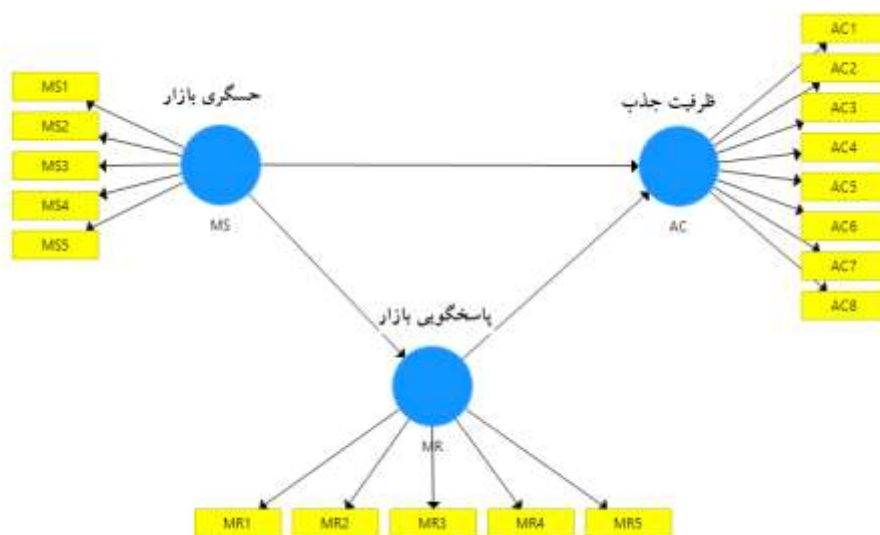 حسگری بازار
MS1
MS2
MS3
MS4
MS5
MS
ظرفیت جذب
AC
AC1
AC2
AC3
AC4
AC5
AC6
AC7
AC8
پاسخگویی بازار
MR
MR1
MR2
MR3
MR4
MR5